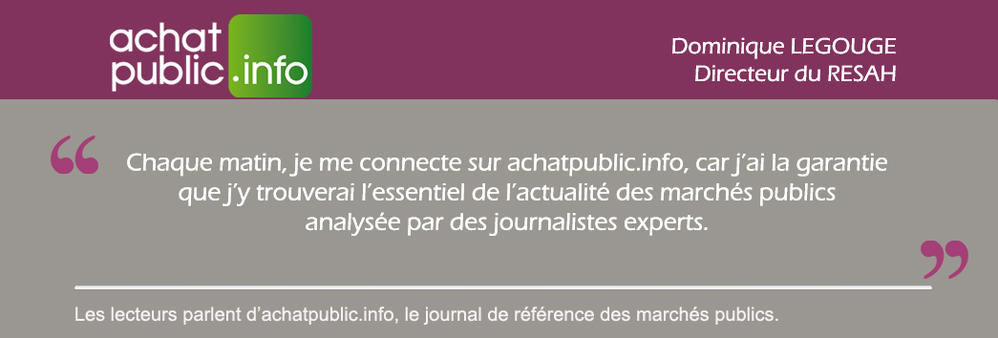 achat
public.info
Dominique LEGOUGE
Directeur du RESAH
“ Chaque matin, je me connecte sur achatpublic.info, car j’ai la garantie
que j’y trouverai l’essentiel de l’actualité des marchés publics
analysée par des journalistes experts. ”
Les lecteurs parlent d’achatpublic.info, le journal de référence des marchés publics.